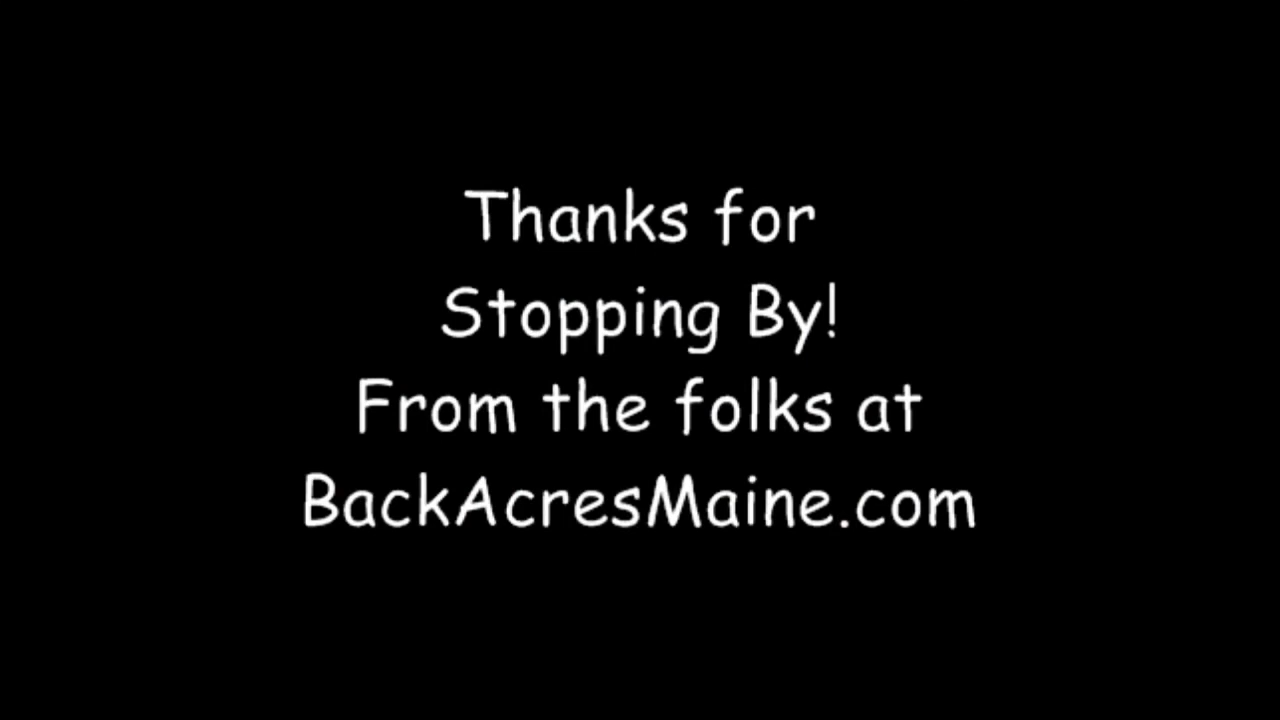 Thanks for
Stopping By!
From the folks at
BackAcresMaine.com